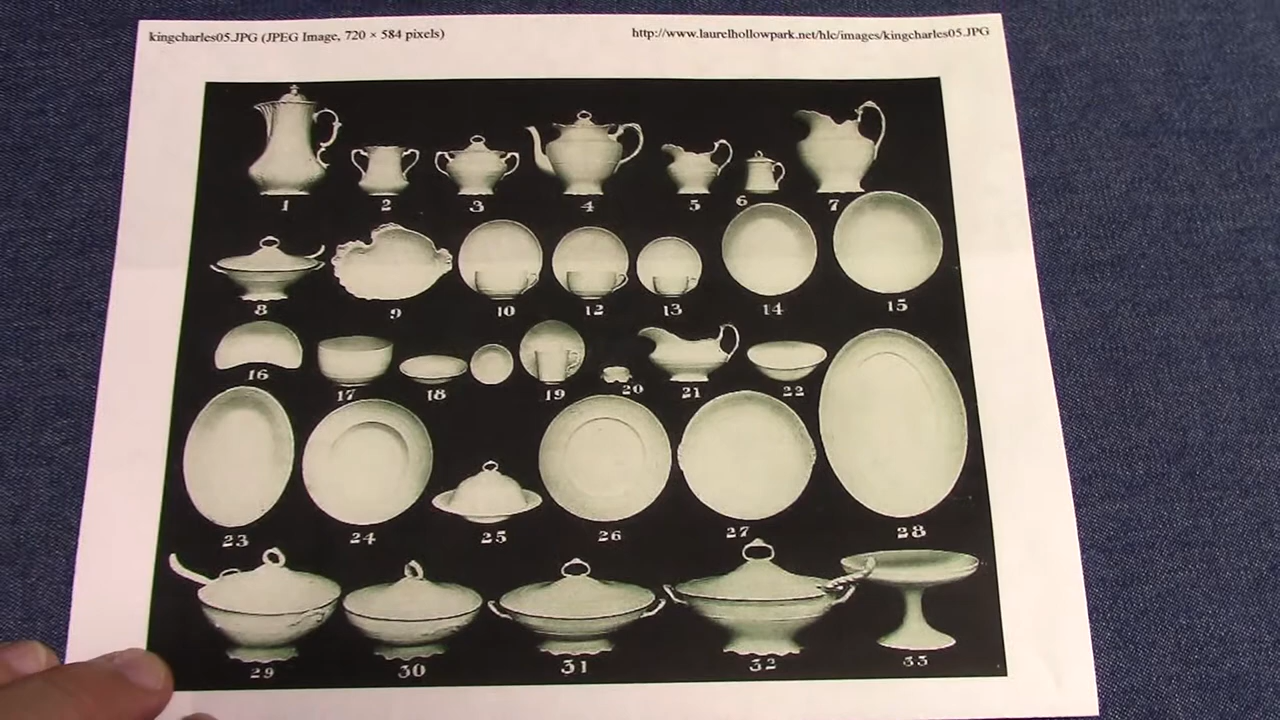 kingcharles05.JPG (JPEG Image, 720 × 584 pixels)
http://www.laurelhollowpark.net/hlc/images/kingcharles05.JPG
1 2 3 4 5 6 7
8 9 10 12 13 14 15
16 17 18 19 20 21 22
23 24 25 26 27 28
29 30 31 32 33